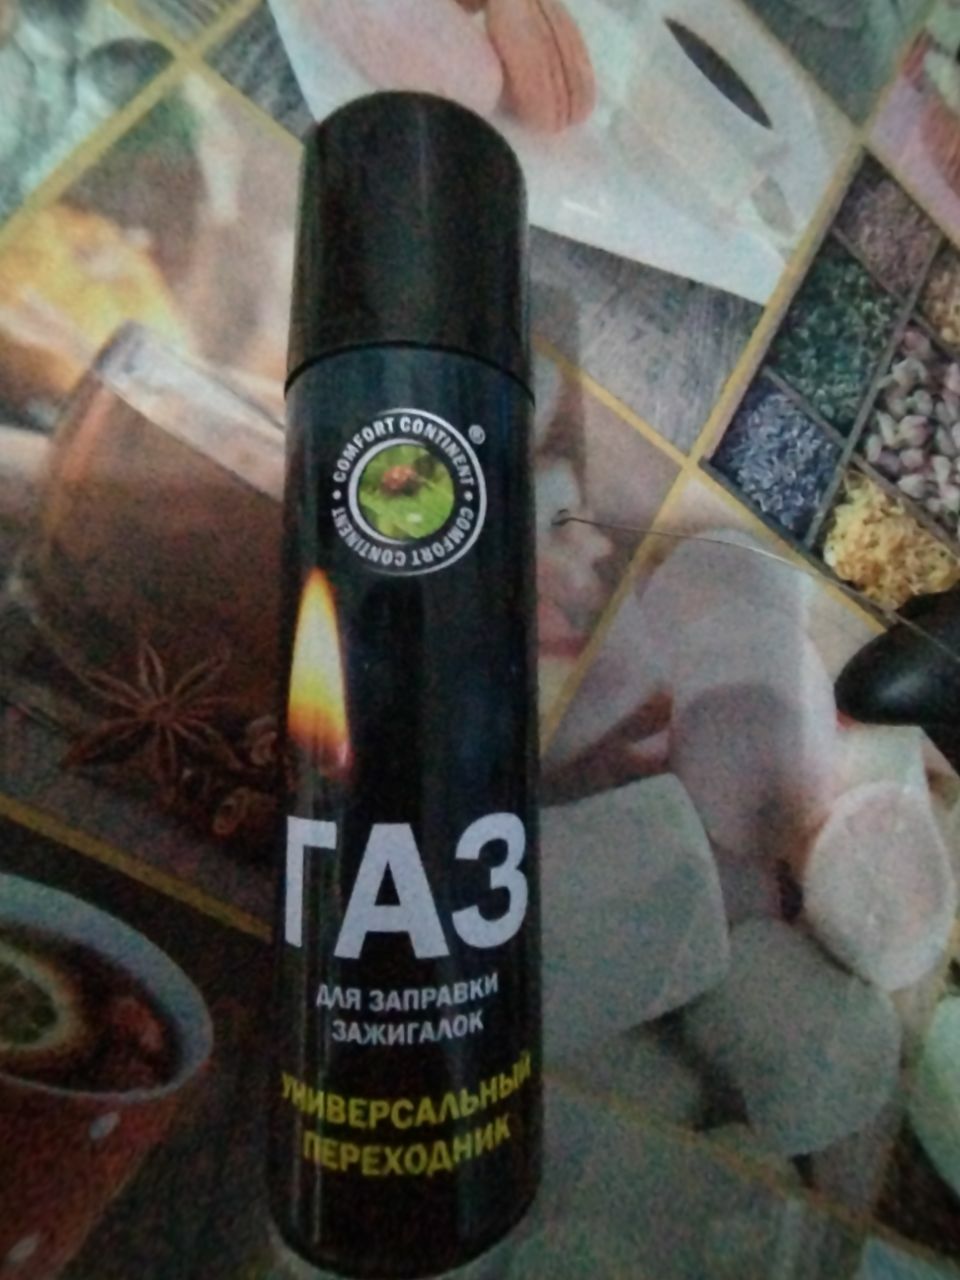 COMFORT CONTINENT • COMFORT CONTINENT •
®
ГАЗ
ДЛЯ ЗАПРАВКИ
ЗАЖИГАЛОК
УНИВЕРСАЛЬНЫЙ
ПЕРЕХОДНИК